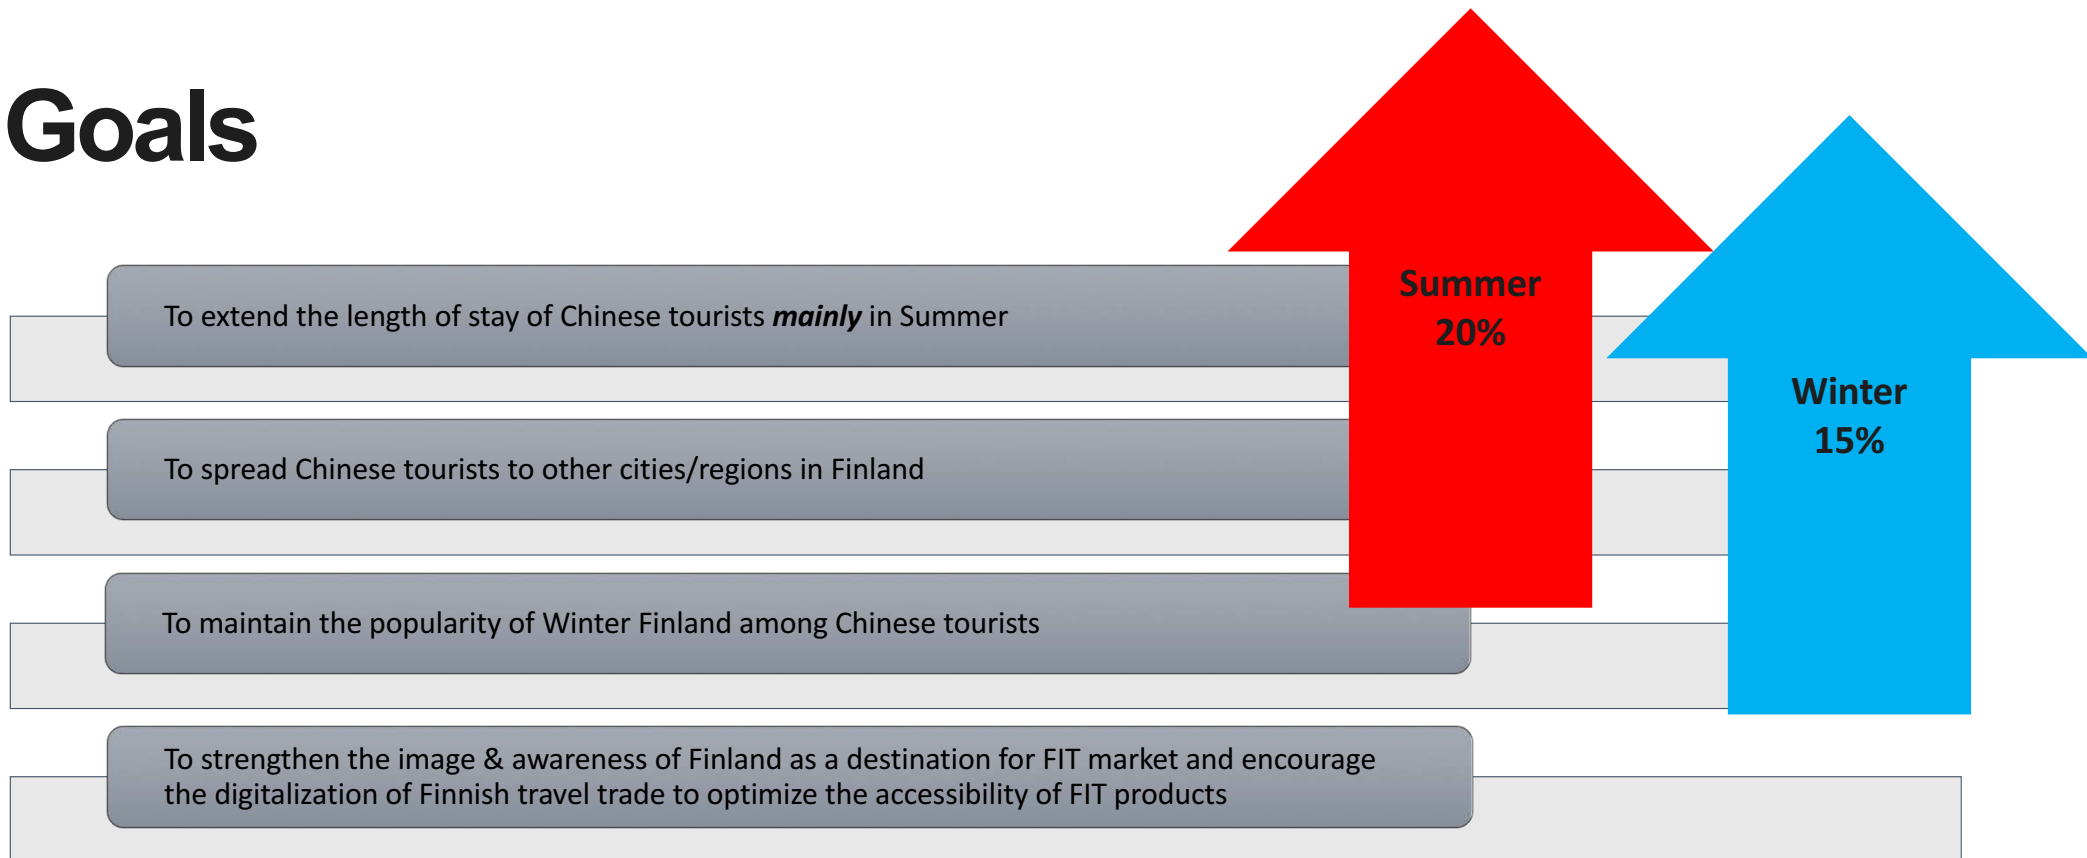 Goals
To extend the length of stay of Chinese tourists mainly in Summer
To spread Chinese tourists to other cities/regions in Finland
To maintain the popularity of Winter Finland among Chinese tourists
To strengthen the image & awareness of Finland as a destination for FIT market and encourage
the digitalization of Finnish travel trade to optimize the accessibility of FIT products
Summer
20%
Winter
15%